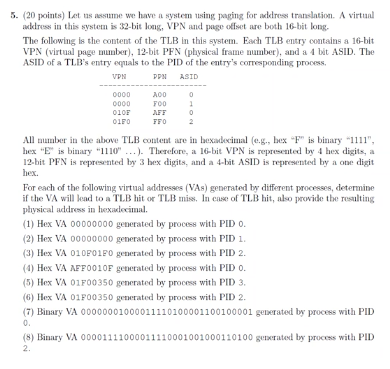 5. (20 points) Let us assume we have a system using paging for address translation. A virtual
address in this system is 32-bit long, VPN and page offset are both 16-bit long.
The following is the content of the TLB in this system. Each TLB entry contains a 16-bit
VPN (virtual page number), 12-bit PFN (physical frame number), and a 4 bit ASID. The
ASID of a TLB's entry equals to the PID of the entry's corresponding process.
VPN PPN ASID
-------------------------
0000 A00 0
0000 F00 1
010F AFF 0
01F0 FF0 2
All number in the above TLB content are in hexadecimal (e.g., hex "F" is binary "1111",
hex "E" is binary "1110" ...). Therefore, a 16-bit VPN is represented by 4 hex digits, a
12-bit PFN is represented by 3 hex digits, and a 4-bit ASID is represented by a one digit
hex.
For each of the following virtual addresses (VAs) generated by different processes, determine
if the VA will lead to a TLB hit or TLB miss. In case of TLB hit, also provide the resulting
physical address in hexadecimal.
(1) Hex VA 00000000 generated by process with PID 0.
(2) Hex VA 00000000 generated by process with PID 1.
(3) Hex VA 010F01F0 generated by process with PID 2.
(4) Hex VA AFF0010F generated by process with PID 0.
(5) Hex VA 01F00350 generated by process with PID 3.
(6) Hex VA 01F00350 generated by process with PID 2.
(7) Binary VA 00000001000011110100001100100001 generated by process with PID
0.
(8) Binary VA 00001111000011110001001000110100 generated by process with PID
2.